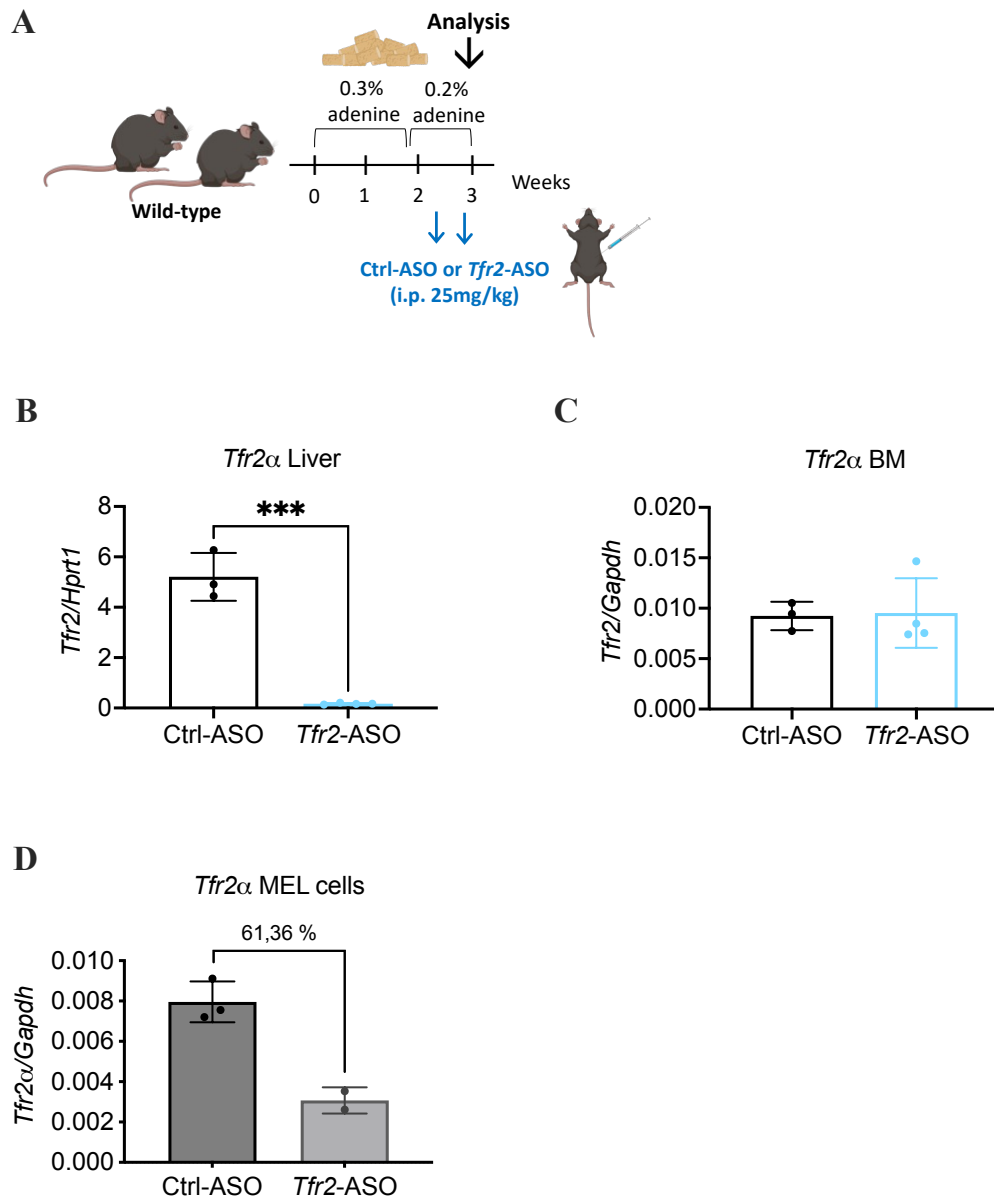 A
Analysis
0.3%
adenine
0.2%
adenine
Wild-type
0 1 2 3 Weeks
Ctrl-ASO or Tfr2-ASO
(i.p. 25mg/kg)
B
Tfr2α Liver
***
8
6
4
2
0
Tfr2/Hprt1
Ctrl-ASO Tfr2-ASO
C
Tfr2α BM
0.020
0.015
0.010
0.005
0.000
Tfr2/Gapdh
Ctrl-ASO Tfr2-ASO
D
Tfr2α MEL cells
61,36 %
0.010
0.008
0.006
0.004
0.002
0.000
Tfr2α/Gapdh
Ctrl-ASO Tfr2-ASO